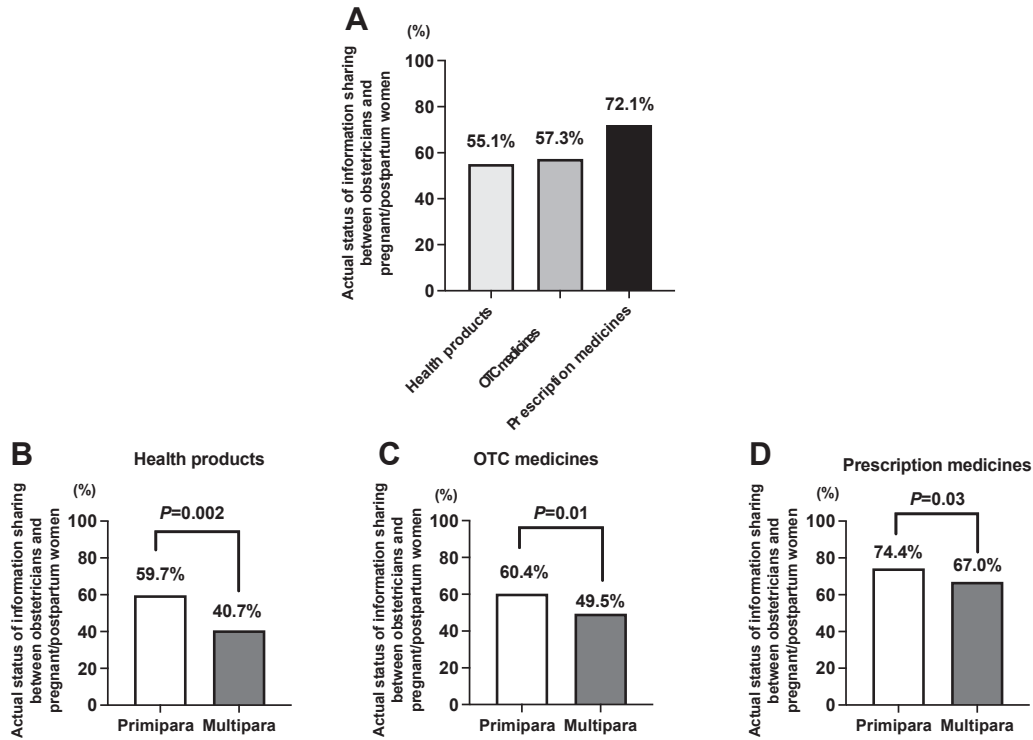 A
(%)
Actual status of information sharing
between obstetricians and
pregnant/postpartum women
100
80
60
40
20
0
55.1%
57.3%
72.1%
Health products
OTC medicines
Prescription medicines
B
Health products
(%)
Actual status of information sharing
between obstetricians and
pregnant/postpartum women
100
80
60
40
20
0
P=0.002
59.7%
40.7%
Primipara Multipara
C
OTC medicines
(%)
Actual status of information sharing
between obstetricians and
pregnant/postpartum women
100
80
60
40
20
0
P=0.01
60.4%
49.5%
Primipara Multipara
D
Prescription medicines
(%)
Actual status of information sharing
between obstetricians and
pregnant/postpartum women
100
80
60
40
20
0
P=0.03
74.4%
67.0%
Primipara Multipara